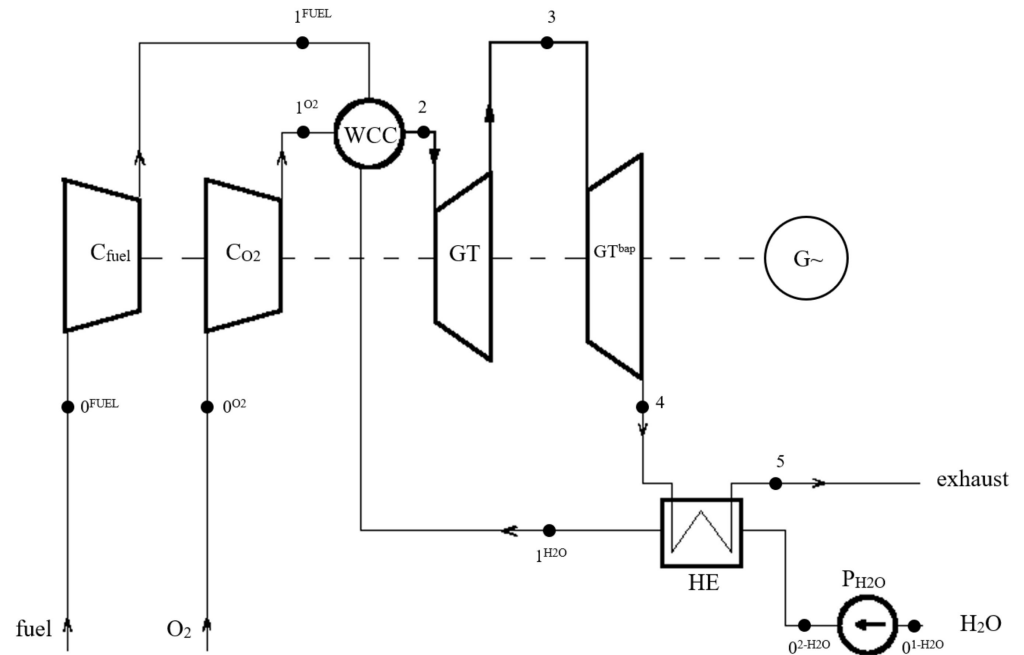 1FUEL
3
1O2
WCC
2
Cfuel
CO2
GT
GTbap
G~
0FUEL
0O2
4
5
exhaust
1H2O
HE
PH2O
fuel
O2
02-H2O
01-H2O
H2O